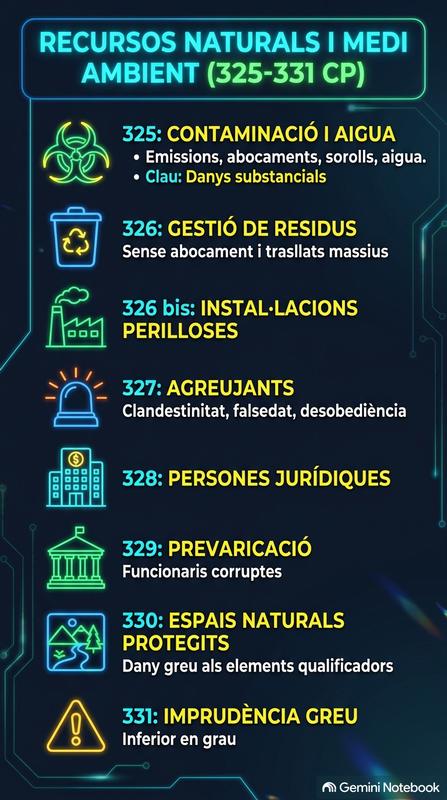 RECURSOS NATURALS I MEDI
AMBIENT (325-331 CP)
325: CONTAMINACIÓ I AIGUA
• Emissions, abocaments, sorolls, aigua.
• Clau: Danys substancials
326: GESTIÓ DE RESIDUS
Sense abocament i trasllats massius
326 bis: INSTAL·LACIONS
PERILLOSES
327: AGREUJANTS
Clandestinitat, falsedat, desobediència
$
328: PERSONES JURÍDIQUES
329: PREVARICACIÓ
Funcionaris corruptes
330: ESPAIS NATURALS
PROTEGITS
Dany greu als elements qualificadors
331: IMPRUDÈNCIA GREU
Inferior en grau
Gemini Notebook